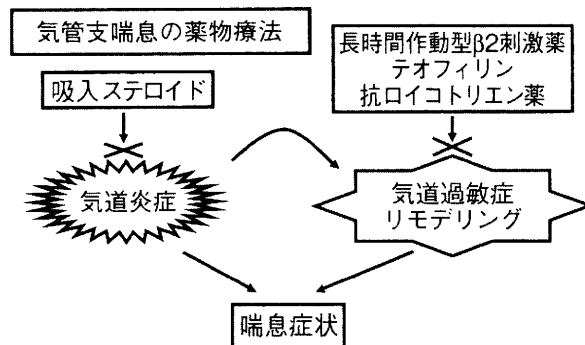 気管支喘息の薬物療法
吸入ステロイド
長時間作動型β2刺激薬
テオフィリン
抗ロイコトリエン薬
気道炎症
気道過敏症
リモデリング
喘息症状